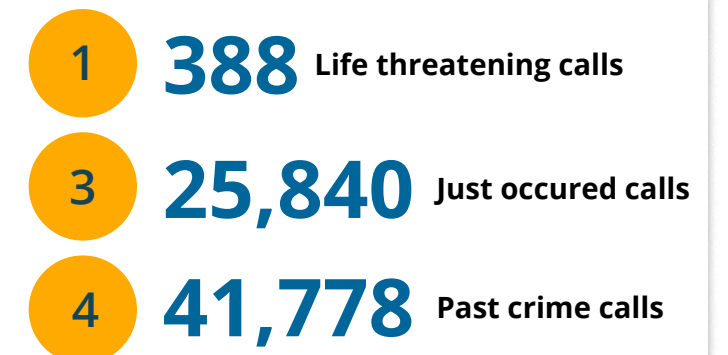 1 388 Life threatening calls
3 25,840 Just occured calls
4 41,778 Past crime calls